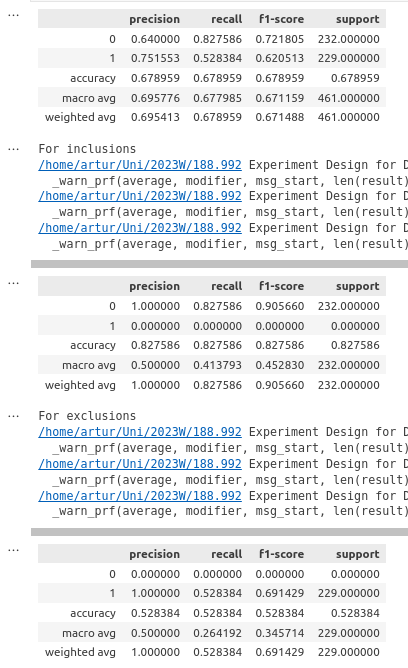 ...
precision recall f1-score support
0 0.640000 0.827586 0.721805 232.000000
1 0.751553 0.528384 0.620513 229.000000
accuracy 0.678959 0.678959 0.678959 0.678959
macro avg 0.695776 0.677985 0.671159 461.000000
weighted avg 0.695413 0.678959 0.671488 461.000000
...
For inclusions
/home/artur/Uni/2023W/188.992 Experiment Design for D
_warn_prf(average, modifier, msg_start, len(result)
/home/artur/Uni/2023W/188.992 Experiment Design for D
_warn_prf(average, modifier, msg_start, len(result)
/home/artur/Uni/2023W/188.992 Experiment Design for D
_warn_prf(average, modifier, msg_start, len(result)
...
precision recall f1-score support
0 1.000000 0.827586 0.905660 232.000000
1 0.000000 0.000000 0.000000 0.000000
accuracy 0.827586 0.827586 0.827586 0.827586
macro avg 0.500000 0.413793 0.452830 232.000000
weighted avg 1.000000 0.827586 0.905660 232.000000
...
For exclusions
/home/artur/Uni/2023W/188.992 Experiment Design for D
_warn_prf(average, modifier, msg_start, len(result)
/home/artur/Uni/2023W/188.992 Experiment Design for D
_warn_prf(average, modifier, msg_start, len(result)
/home/artur/Uni/2023W/188.992 Experiment Design for D
_warn_prf(average, modifier, msg_start, len(result)
...
precision recall f1-score support
0 0.000000 0.000000 0.000000 0.000000
1 1.000000 0.528384 0.691429 229.000000
accuracy 0.528384 0.528384 0.528384 0.528384
macro avg 0.500000 0.264192 0.345714 229.000000
weighted avg 1.000000 0.528384 0.691429 229.000000